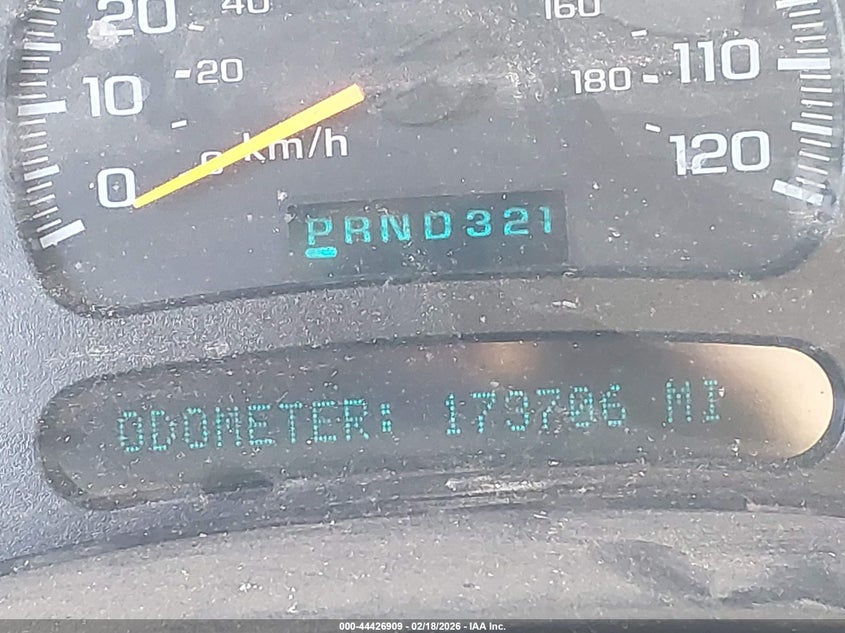 20 40 160
10 20 180 110
0 0 km/h 120
PRND321
ODOMETER: 173706 MI
000-44426909 - 02/18/2026 - IAA Inc.